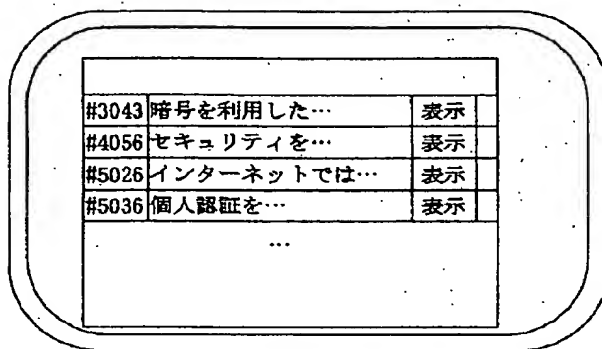 #3043 暗号を利用した… 表示
#4056 セキュリティを… 表示
#5026 インターネットでは… 表示
#5036 個人認証を… 表示
…